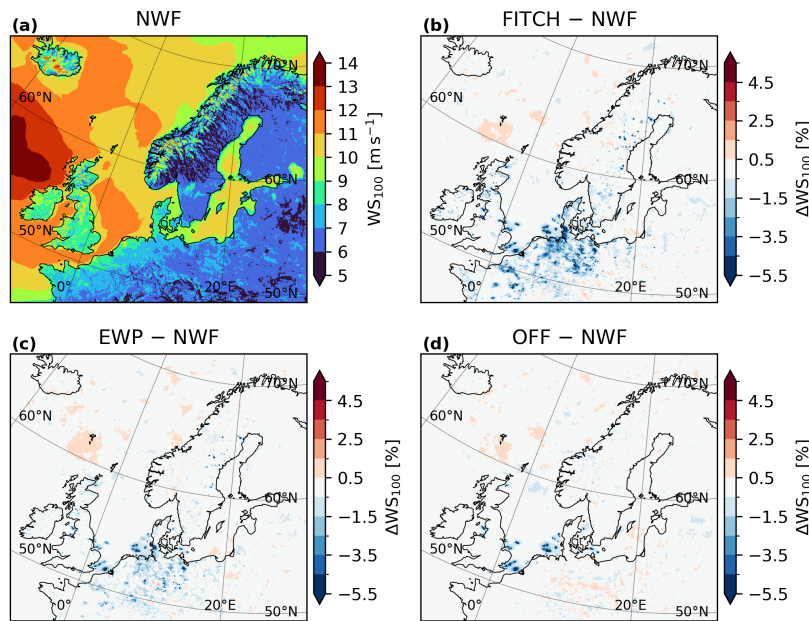 (a) NWF
70°N
60°N
60°N
50°N
0° 20°E 50°N
14
13
12
11
10
9
8
7
6
5
WS₁₀₀ [m s⁻¹]
(b) FITCH − NWF
70°N
60°N
60°N
50°N
0° 20°E 50°N
4.5
2.5
0.5
−1.5
−3.5
−5.5
ΔWS₁₀₀ [%]
(c) EWP − NWF
70°N
60°N
60°N
50°N
0° 20°E 50°N
4.5
2.5
0.5
−1.5
−3.5
−5.5
ΔWS₁₀₀ [%]
(d) OFF − NWF
70°N
60°N
60°N
50°N
0° 20°E 50°N
4.5
2.5
0.5
−1.5
−3.5
−5.5
ΔWS₁₀₀ [%]